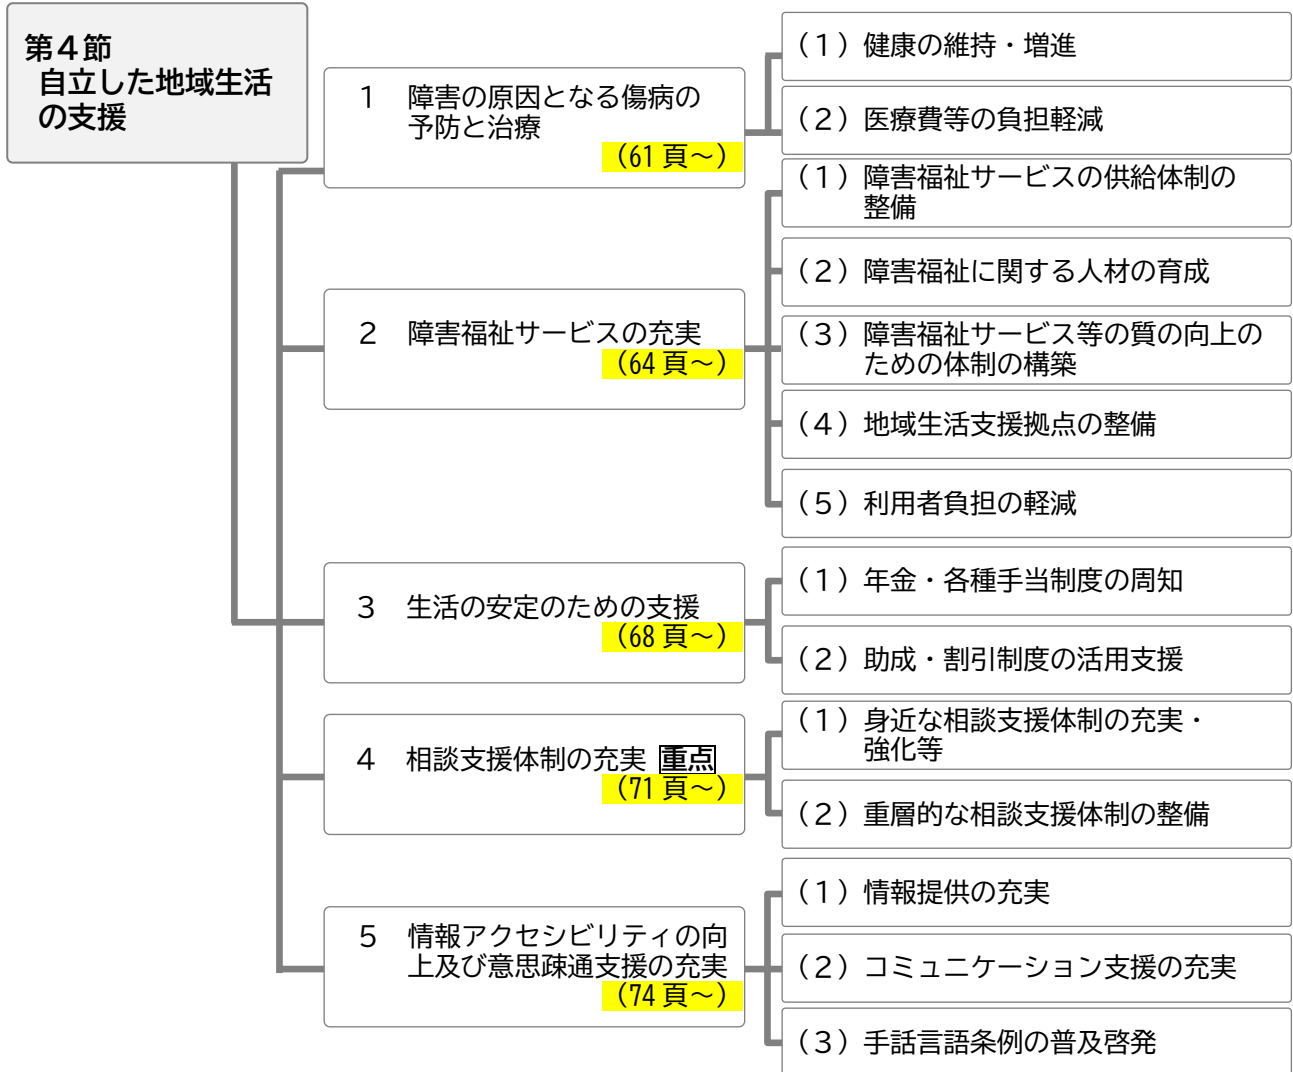 第4節
自立した地域生活
の支援
1 障害の原因となる傷病の
予防と治療
(61頁~)
(1)健康の維持・増進
(2)医療費等の負担軽減
2 障害福祉サービスの充実
(64頁~)
(1)障害福祉サービスの供給体制の
整備
(2)障害福祉に関する人材の育成
(3)障害福祉サービス等の質の向上の
ための体制の構築
(4)地域生活支援拠点の整備
(5)利用者負担の軽減
3 生活の安定のための支援
(68頁~)
(1)年金・各種手当制度の周知
(2)助成・割引制度の活用支援
4 相談支援体制の充実 重点
(71頁~)
(1)身近な相談支援体制の充実・
強化等
(2)重層的な相談支援体制の整備
5 情報アクセシビリティの向
上及び意思疎通支援の充実
(74頁~)
(1)情報提供の充実
(2)コミュニケーション支援の充実
(3)手話言語条例の普及啓発